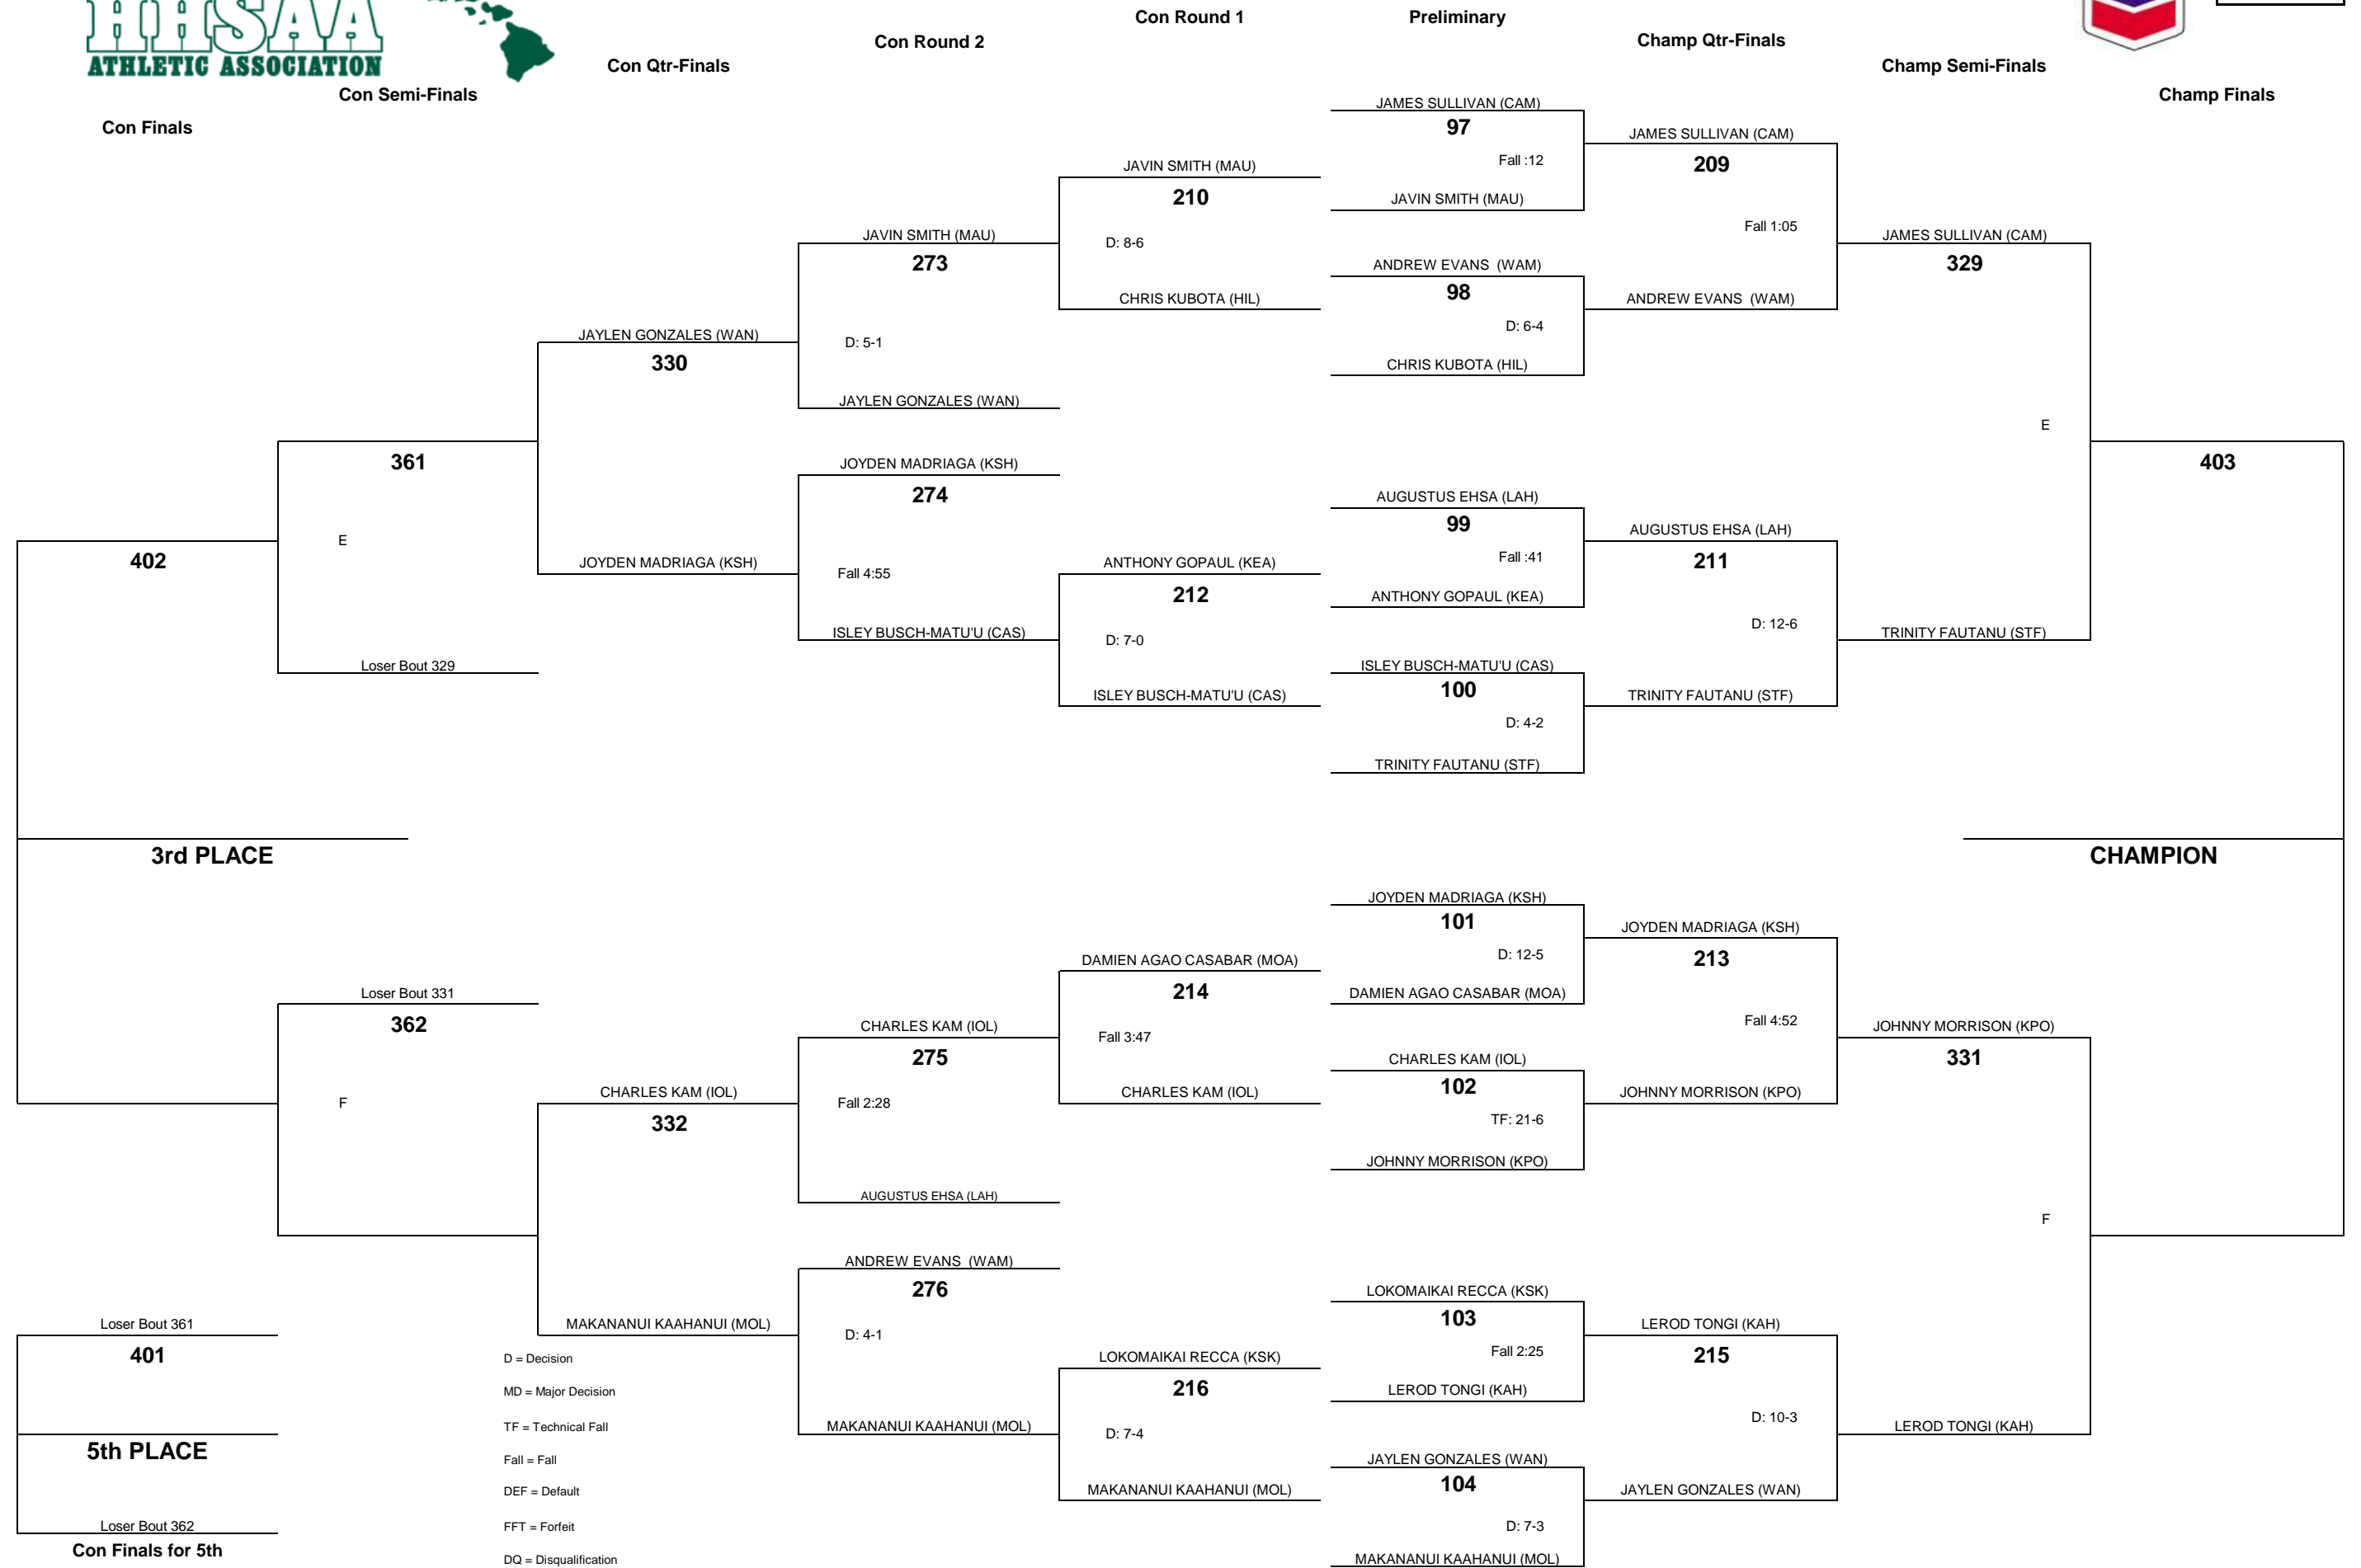 HHSAA
ATHLETIC ASSOCIATION
Con Finals
Con Semi-Finals
Con Qtr-Finals
Con Round 2
Con Round 1
Preliminary
Champ Qtr-Finals
Champ Semi-Finals
Champ Finals
JAMES SULLIVAN (CAM)
97
Fall :12
JAVIN SMITH (MAU)
ANDREW EVANS (WAM)
98
D: 6-4
CHRIS KUBOTA (HIL)
AUGUSTUS EHSA (LAH)
99
Fall :41
ANTHONY GOPAUL (KEA)
ISLEY BUSCH-MATU'U (CAS)
100
D: 4-2
TRINITY FAUTANU (STF)
JOYDEN MADRIAGA (KSH)
101
D: 12-5
DAMIEN AGAO CASABAR (MOA)
CHARLES KAM (IOL)
102
TF: 21-6
JOHNNY MORRISON (KPO)
LOKOMAIKAI RECCA (KSK)
103
Fall 2:25
LEROD TONGI (KAH)
JAYLEN GONZALES (WAN)
104
D: 7-3
MAKANANUI KAAHANUI (MOL)
JAMES SULLIVAN (CAM)
209
Fall 1:05
ANDREW EVANS (WAM)
AUGUSTUS EHSA (LAH)
211
D: 12-6
TRINITY FAUTANU (STF)
JOYDEN MADRIAGA (KSH)
213
Fall 4:52
JOHNNY MORRISON (KPO)
LEROD TONGI (KAH)
215
D: 10-3
JAYLEN GONZALES (WAN)
JAMES SULLIVAN (CAM)
329
E
TRINITY FAUTANU (STF)
JOHNNY MORRISON (KPO)
331
F
LEROD TONGI (KAH)
403
CHAMPION
JAVIN SMITH (MAU)
210
D: 8-6
CHRIS KUBOTA (HIL)
ANTHONY GOPAUL (KEA)
212
D: 7-0
ISLEY BUSCH-MATU'U (CAS)
DAMIEN AGAO CASABAR (MOA)
214
Fall 3:47
CHARLES KAM (IOL)
LOKOMAIKAI RECCA (KSK)
216
D: 7-4
MAKANANUI KAAHANUI (MOL)
JAVIN SMITH (MAU)
273
D: 5-1
JAYLEN GONZALES (WAN)
JOYDEN MADRIAGA (KSH)
274
Fall 4:55
ISLEY BUSCH-MATU'U (CAS)
CHARLES KAM (IOL)
275
Fall 2:28
AUGUSTUS EHSA (LAH)
ANDREW EVANS (WAM)
276
D: 4-1
MAKANANUI KAAHANUI (MOL)
JAYLEN GONZALES (WAN)
330
JOYDEN MADRIAGA (KSH)
CHARLES KAM (IOL)
332
MAKANANUI KAAHANUI (MOL)
361
E
Loser Bout 329
Loser Bout 331
362
F
402
3rd PLACE
Loser Bout 361
401
5th PLACE
Loser Bout 362
Con Finals for 5th
D = Decision
MD = Major Decision
TF = Technical Fall
Fall = Fall
DEF = Default
FFT = Forfeit
DQ = Disqualification